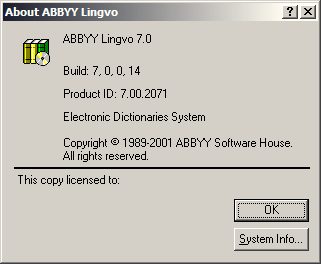 About ABBYY Lingvo
ABBYY Lingvo 7.0
Build: 7, 0, 0, 14
Product ID: 7.00.2071
Electronic Dictionaries System
Copyright © 1989-2001 ABBYY Software House.
All rights reserved.
This copy licensed to:
OK
System Info...